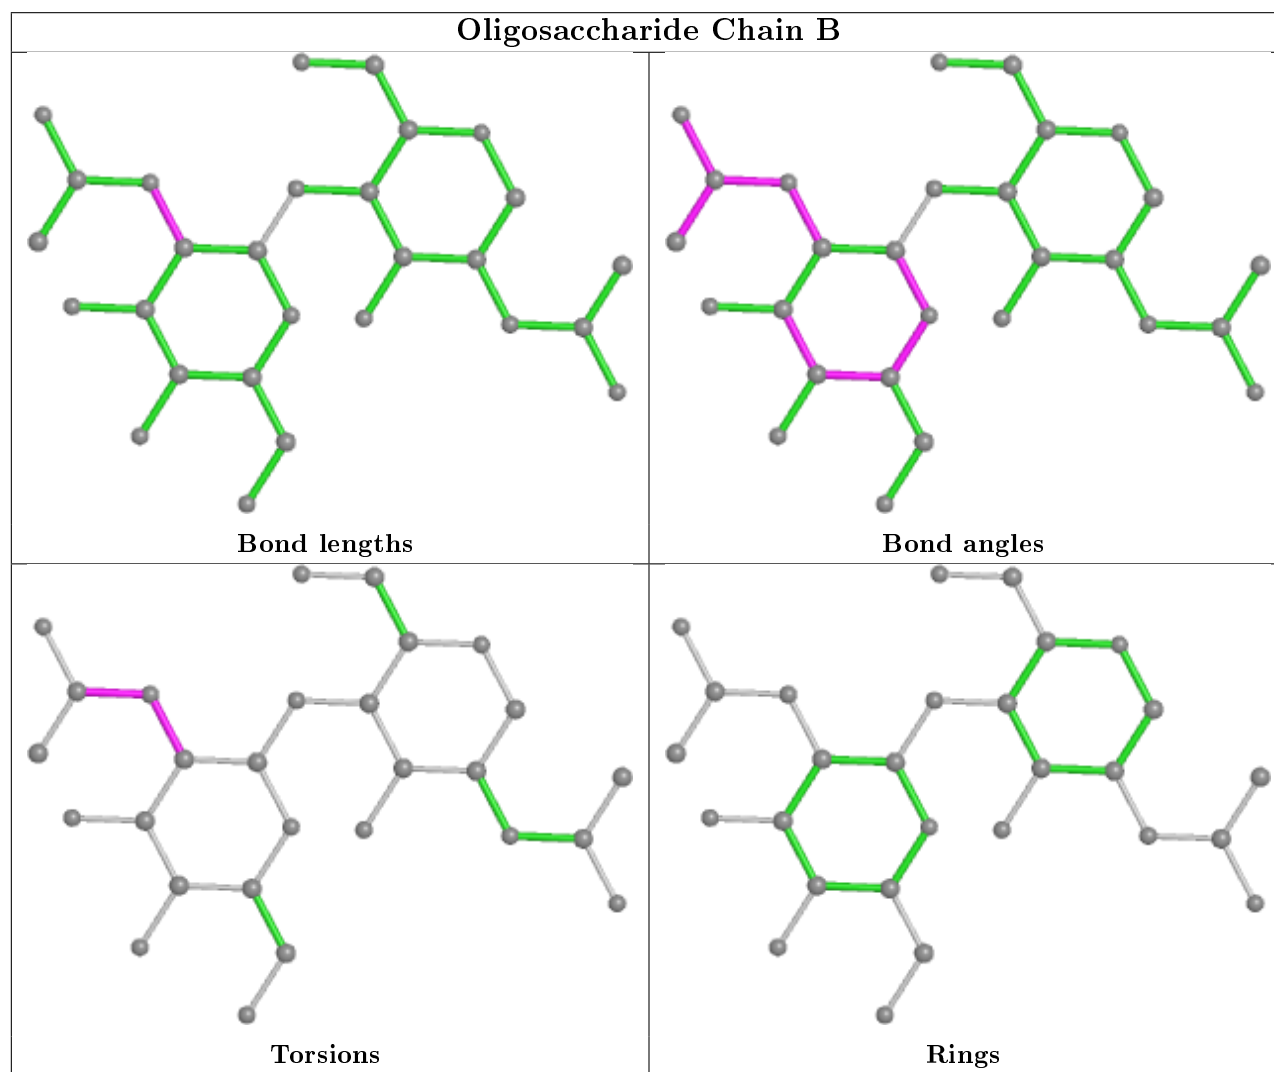 Oligosaccharide Chain B
Bond lengths
Bond angles
Torsions
Rings